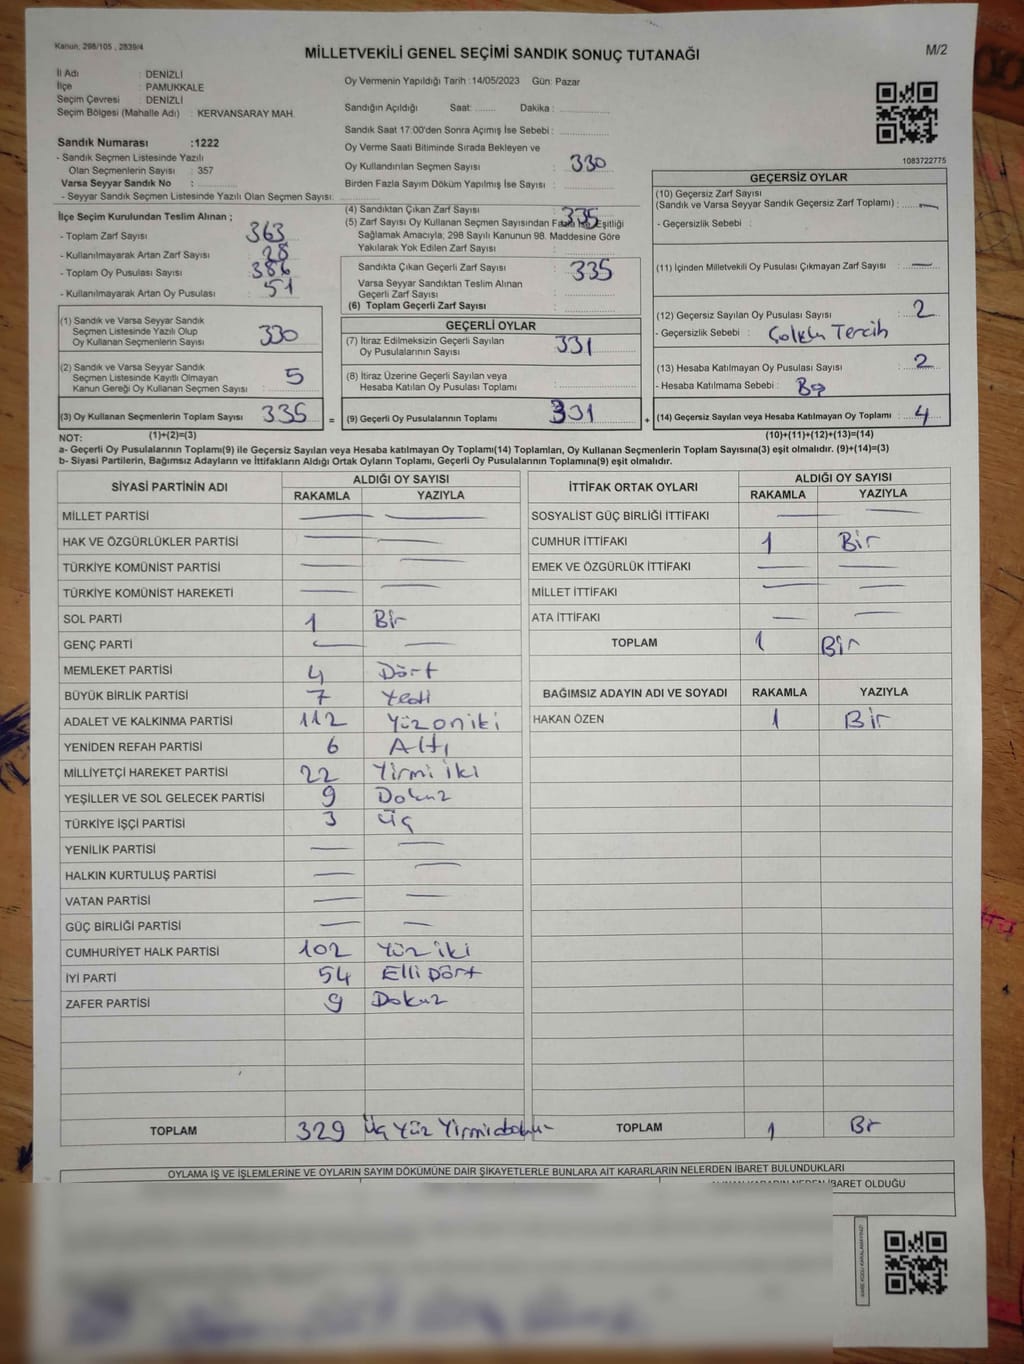 Kanun, 298/105 , 2839/4
MİLLETVEKİLİ GENEL SEÇİMİ SANDIK SONUÇ TUTANAĞI
M/2
İl Adı : DENİZLİ
İlçe : PAMUKKALE
Seçim Çevresi : DENİZLİ
Seçim Bölgesi (Mahalle Adı) : KERVANSARAY MAH.
Sandık Numarası :1222
- Sandık Seçmen Listesinde Yazılı
Olan Seçmenlerin Sayısı : 357
Varsa Seyyar Sandık No :
- Seyyar Sandık Seçmen Listesinde Yazılı Olan Seçmen Sayısı:
Oy Vermenin Yapıldığı Tarih :14/05/2023 Gün: Pazar
Sandığın Açıldığı Saat: Dakika :
Sandık Saat 17.00'den Sonra Açımış İse Sebebi :
Oy Verme Saati Bitiminde Sırada Bekleyen ve
Oy Kullandırılan Seçmen Sayısı : 330
Birden Fazla Sayım Döküm Yapılmış İse Sayısı :
1083722775
İlçe Seçim Kurulundan Teslim Alınan ;
- Toplam Zarf Sayısı : 363
- Kullanılmayarak Artan Zarf Sayısı : 28
- Toplam Oy Pusulası Sayısı : 386
- Kullanılmayarak Artan Oy Pusulası : 51
(1) Sandık ve Varsa Seyyar Sandık
Seçmen Listesinde Yazılı Olup
Oy Kullanan Seçmenlerin Sayısı 330
(2) Sandık ve Varsa Seyyar Sandık
Seçmen Listesinde Kayıtlı Olmayan
Kanun Gereği Oy Kullanan Seçmen Sayısı : 5
(3) Oy Kullanan Seçmenlerin Toplam Sayısı : 335
(4) Sandıktan Çıkan Zarf Sayısı : 335
(5) Zarf Sayısı Oy Kullanan Seçmen Sayısından Eşitliği
Sağlamak Amacıyla, 298 Sayılı Kanunun 98. Maddesine Göre
Yakılarak Yok Edilen Zarf Sayısı :
Sandıkta Çıkan Geçerli Zarf Sayısı : 335
Varsa Seyyar Sandıktan Teslim Alınan
Geçerli Zarf Sayısı :
(6) Toplam Geçerli Zarf Sayısı :
GEÇERLİ OYLAR
(7) İtiraz Edilmeksizin Geçerli Sayılan
Oy Pusulalarının Sayısı : 331
(8) İtiraz Üzerine Geçerli Sayılan veya
Hesaba Katılan Oy Pusulası Toplamı :
= (9) Geçerli Oy Pusulalarının Toplamı : 331
GEÇERSİZ OYLAR
(10) Geçersiz Zarf Sayısı
(Sandık ve Varsa Seyyar Sandık Geçersiz Zarf Toplamı) : —
- Geçersizlik Sebebi :
(11) İçinden Milletvekili Oy Pusulası Çıkmayan Zarf Sayısı : —
(12) Geçersiz Sayılan Oy Pusulası Sayısı : 2
- Geçersizlik Sebebi : Çoklu Tercih
(13) Hesaba Katılmayan Oy Pusulası Sayısı : 2
- Hesaba Katılmama Sebebi :
+ (14) Geçersiz Sayılan veya Hesaba Katılmayan Oy Toplamı : 4
NOT: (1)+(2)=(3)
(10)+(11)+(12)+(13)=(14)
a- Geçerli Oy Pusulalarının Toplamı(9) ile Geçersiz Sayılan veya Hesaba katılmayan Oy Toplamı(14) Toplamları, Oy Kullanan Seçmenlerin Toplam Sayısına(3) eşit olmalıdır. (9)+(14)=(3)
b- Siyasi Partilerin, Bağımsız Adayların ve İttifakların Aldığı Ortak Oyların Toplamı, Geçerli Oy Pusulalarının Toplamına(9) eşit olmalıdır.
SİYASİ PARTİNİN ADI ALDIĞI OY SAYISI
RAKAMLA YAZIYLA
MİLLET PARTİSİ — —
HAK VE ÖZGÜRLÜKLER PARTİSİ — —
TÜRKİYE KOMÜNİST PARTİSİ — —
TÜRKİYE KOMÜNİST HAREKETİ — —
SOL PARTİ 1 Bir
GENÇ PARTİ — —
MEMLEKET PARTİSİ 4 Dört
BÜYÜK BİRLİK PARTİSİ 7 Yedi
ADALET VE KALKINMA PARTİSİ 112 Yüzoniki
YENİDEN REFAH PARTİSİ 6 Altı
MİLLİYETÇİ HAREKET PARTİSİ 22 Yirmi iki
YEŞİLLER VE SOL GELECEK PARTİSİ 9 Dokuz
TÜRKİYE İŞÇİ PARTİSİ 3 Üç
YENİLİK PARTİSİ — —
HALKIN KURTULUŞ PARTİSİ — —
VATAN PARTİSİ — —
GÜÇ BİRLİĞİ PARTİSİ — —
CUMHURİYET HALK PARTİSİ 102 Yüz iki
İYİ PARTİ 54 Elli Dört
ZAFER PARTİSİ 9 Dokuz
TOPLAM 329 Üç Yüz
İTTİFAK ORTAK OYLARI ALDIĞI OY SAYISI
RAKAMLA YAZIYLA
SOSYALİST GÜÇ BİRLİĞİ İTTİFAKI — —
CUMHUR İTTİFAKI 1 Bir
EMEK VE ÖZGÜRLÜK İTTİFAKI — —
MİLLET İTTİFAKI — —
ATA İTTİFAKI — —
TOPLAM 1 Bir
BAĞIMSIZ ADAYIN ADI VE SOYADI RAKAMLA YAZIYLA
HAKAN ÖZEN 1 Bir
TOPLAM 1 Bir
OYLAMA İŞ VE İŞLEMLERİNE VE OYLARIN SAYIM DÖKÜMÜNE DAİR ŞİKAYETLERLE BUNLARA AİT KARARLARIN NELERDEN İBARET BULUNDUKLARI
İBARET OLDUĞU